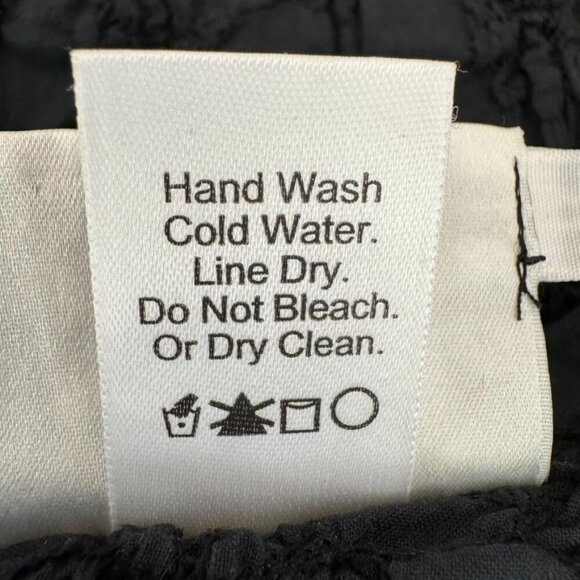 Hand Wash
Cold Water.
Line Dry.
Do Not Bleach.
Or Dry Clean.